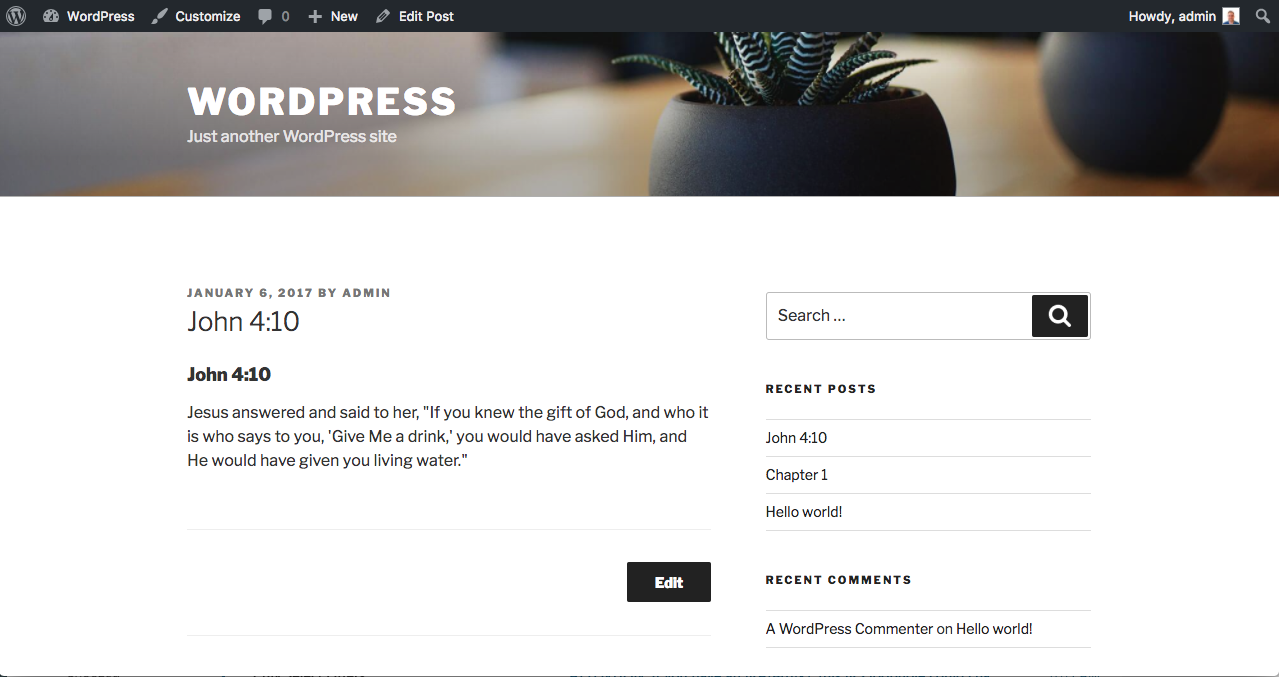 WordPress Customize 0 New Edit Post Howdy, admin
WORDPRESS
Just another WordPress site
JANUARY 6, 2017 BY ADMIN
John 4:10
John 4:10
Jesus answered and said to her, "If you knew the gift of God, and who it
is who says to you, 'Give Me a drink,' you would have asked Him, and
He would have given you living water."
Edit
Search …
RECENT POSTS
John 4:10
Chapter 1
Hello world!
RECENT COMMENTS
A WordPress Commenter on Hello world!